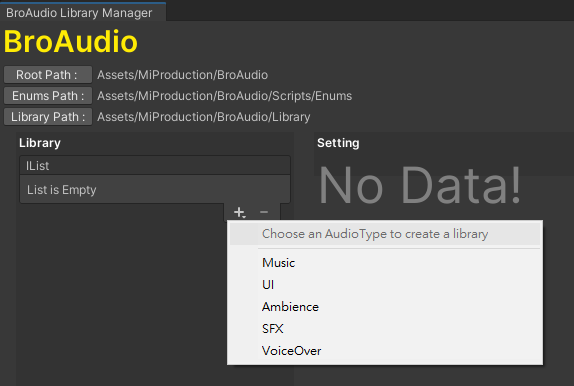 BroAudio Library Manager
BroAudio
Root Path : Assets/MiProduction/BroAudio
Enums Path : Assets/MiProduction/BroAudio/Scripts/Enums
Library Path : Assets/MiProduction/BroAudio/Library
Library
Setting
IList
List is Empty
No Data!
Choose an AudioType to create a library
Music
UI
Ambience
SFX
VoiceOver